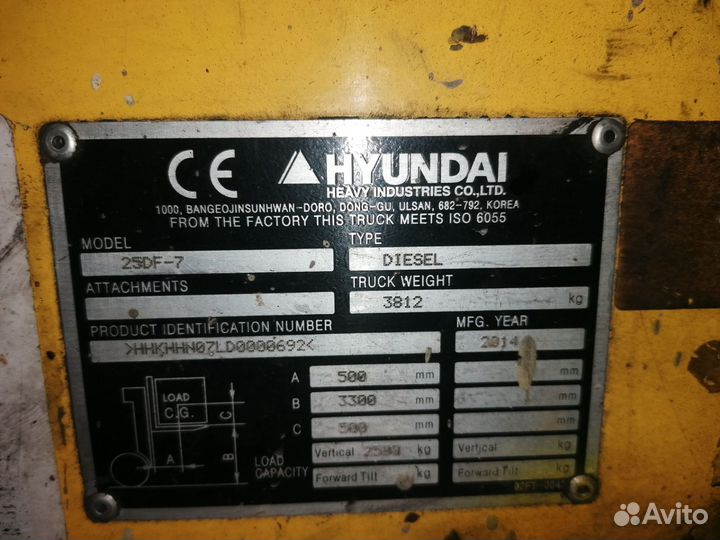 CE HYUNDAI
HEAVY INDUSTRIES CO.,LTD.
1000, BANGEOJINSUNHWAN-DORO, DONG-GU, ULSAN, 682-792, KOREA
FROM THE FACTORY THIS TRUCK MEETS ISO 6055
MODEL TYPE
25DF-7 DIESEL
ATTACHMENTS TRUCK WEIGHT
3812 kg
PRODUCT IDENTIFICATION NUMBER MFG. YEAR
>HHKHHN07LD0000692< 2014
A 500 mm mm
LOAD
C.G. C B 3300 mm mm
C 500 mm mm
A B LOAD CAPACITY Vertical 2500 kg Vertical kg
Forward Tilt kg Forward Tilt kg
Avito